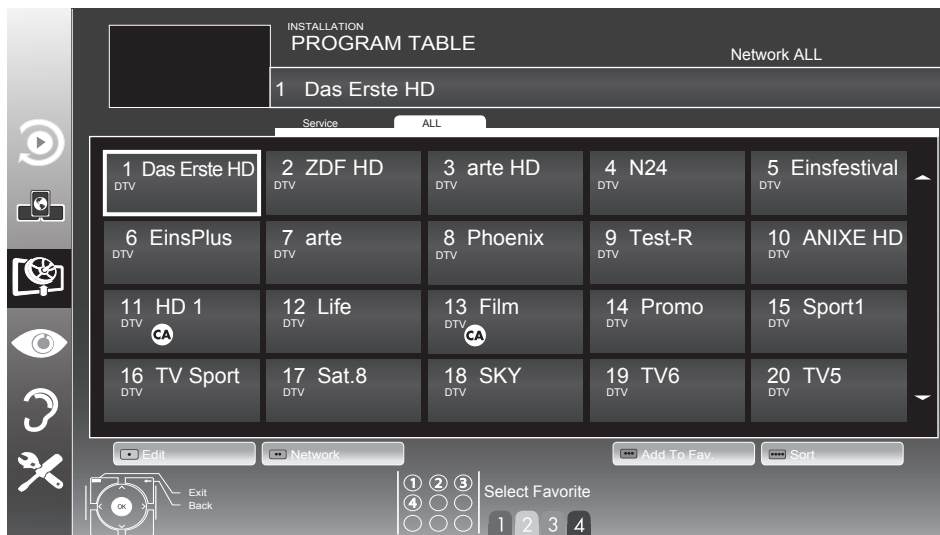 INSTALLATION
PROGRAM TABLE
Network ALL
1 Das Erste HD
Service ALL
1 Das Erste HD
DTV
2 ZDF HD
DTV
3 arte HD
DTV
4 N24
DTV
5 Einsfestival
DTV
6 EinsPlus
DTV
7 arte
DTV
8 Phoenix
DTV
9 Test-R
DTV
10 ANIXE HD
DTV
11 HD 1
DTV
CA
12 Life
DTV
13 Film
DTV
CA
14 Promo
DTV
15 Sport1
DTV
16 TV Sport
DTV
17 Sat.8
DTV
18 SKY
DTV
19 TV6
DTV
20 TV5
DTV
Edit
Network
Add To Fav.
Sort
OK
Exit
Back
1 2 3
4
Select Favorite
1 2 3 4